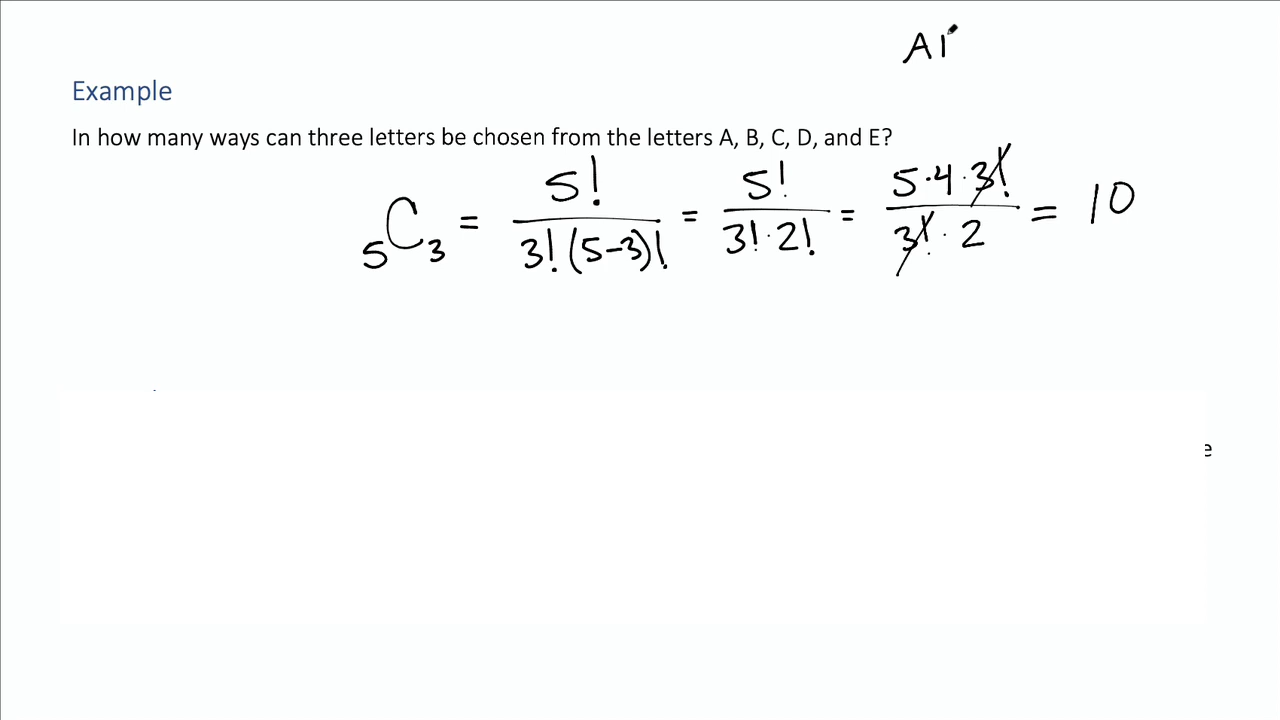 A
Example
In how many ways can three letters be chosen from the letters A, B, C, D, and E?
₅C₃ = 5!/(3!(5-3)!) = 5!/(3!·2!) = (5·4·3!)/(3!·2) = 10
e